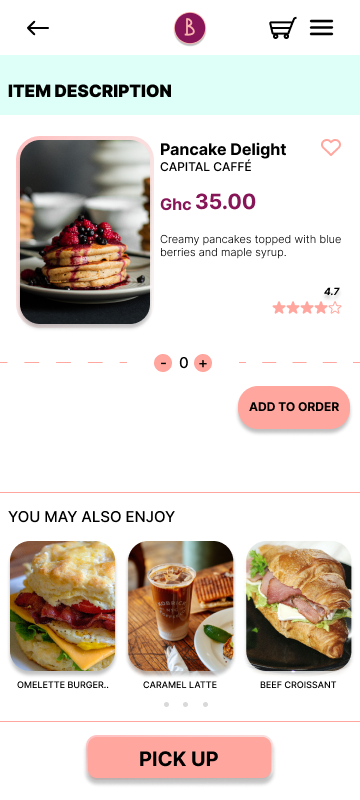 B
ITEM DESCRIPTION
Pancake Delight
CAPITAL CAFFÉ
Ghc 35.00
Creamy pancakes topped with blue
berries and maple syrup.
4.7
- 0 +
ADD TO ORDER
YOU MAY ALSO ENJOY
OMELETTE BURGER..
CARAMEL LATTE
BEEF CROISSANT
PICK UP